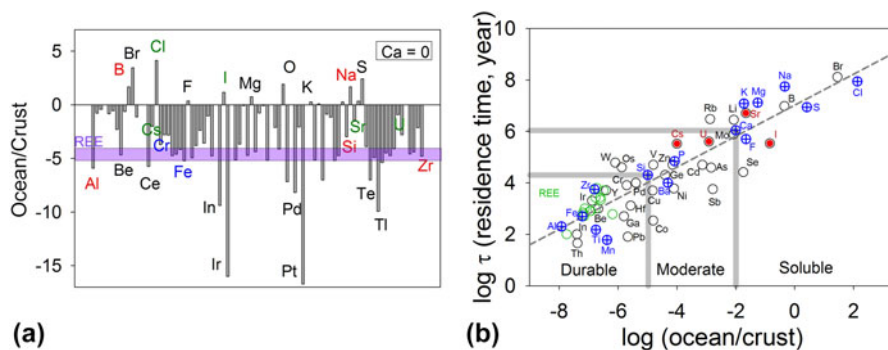 5
0
-5
-10
-15
Ocean/Crust
Ca = 0
B
Br
Cl
F
I
Mg
O
K
Na
S
REE
Al
Be
Ce
Cs
Cr
Fe
In
Ir
Pd
Pt
Si
Sr
Te
Tl
U
Zr
(a)
10
8
6
4
2
0
log τ (residence time, year)
Br
Cl
Na
B
S
K
Mg
Sr
Rb
Li
Ca
Mo
F
I
Cs
U
Se
W
Os
V
Zn
P
Cd
As
Si
Ge
Ba
Ni
Sb
Zr
Cr
Y
Pd
Cu
REE
Ir
Be
Hf
Ga
Co
Fe
Al
In
Ti
Mn
Pb
Th
Durable
Moderate
Soluble
-8
-6
-4
-2
0
2
log (ocean/crust)
(b)